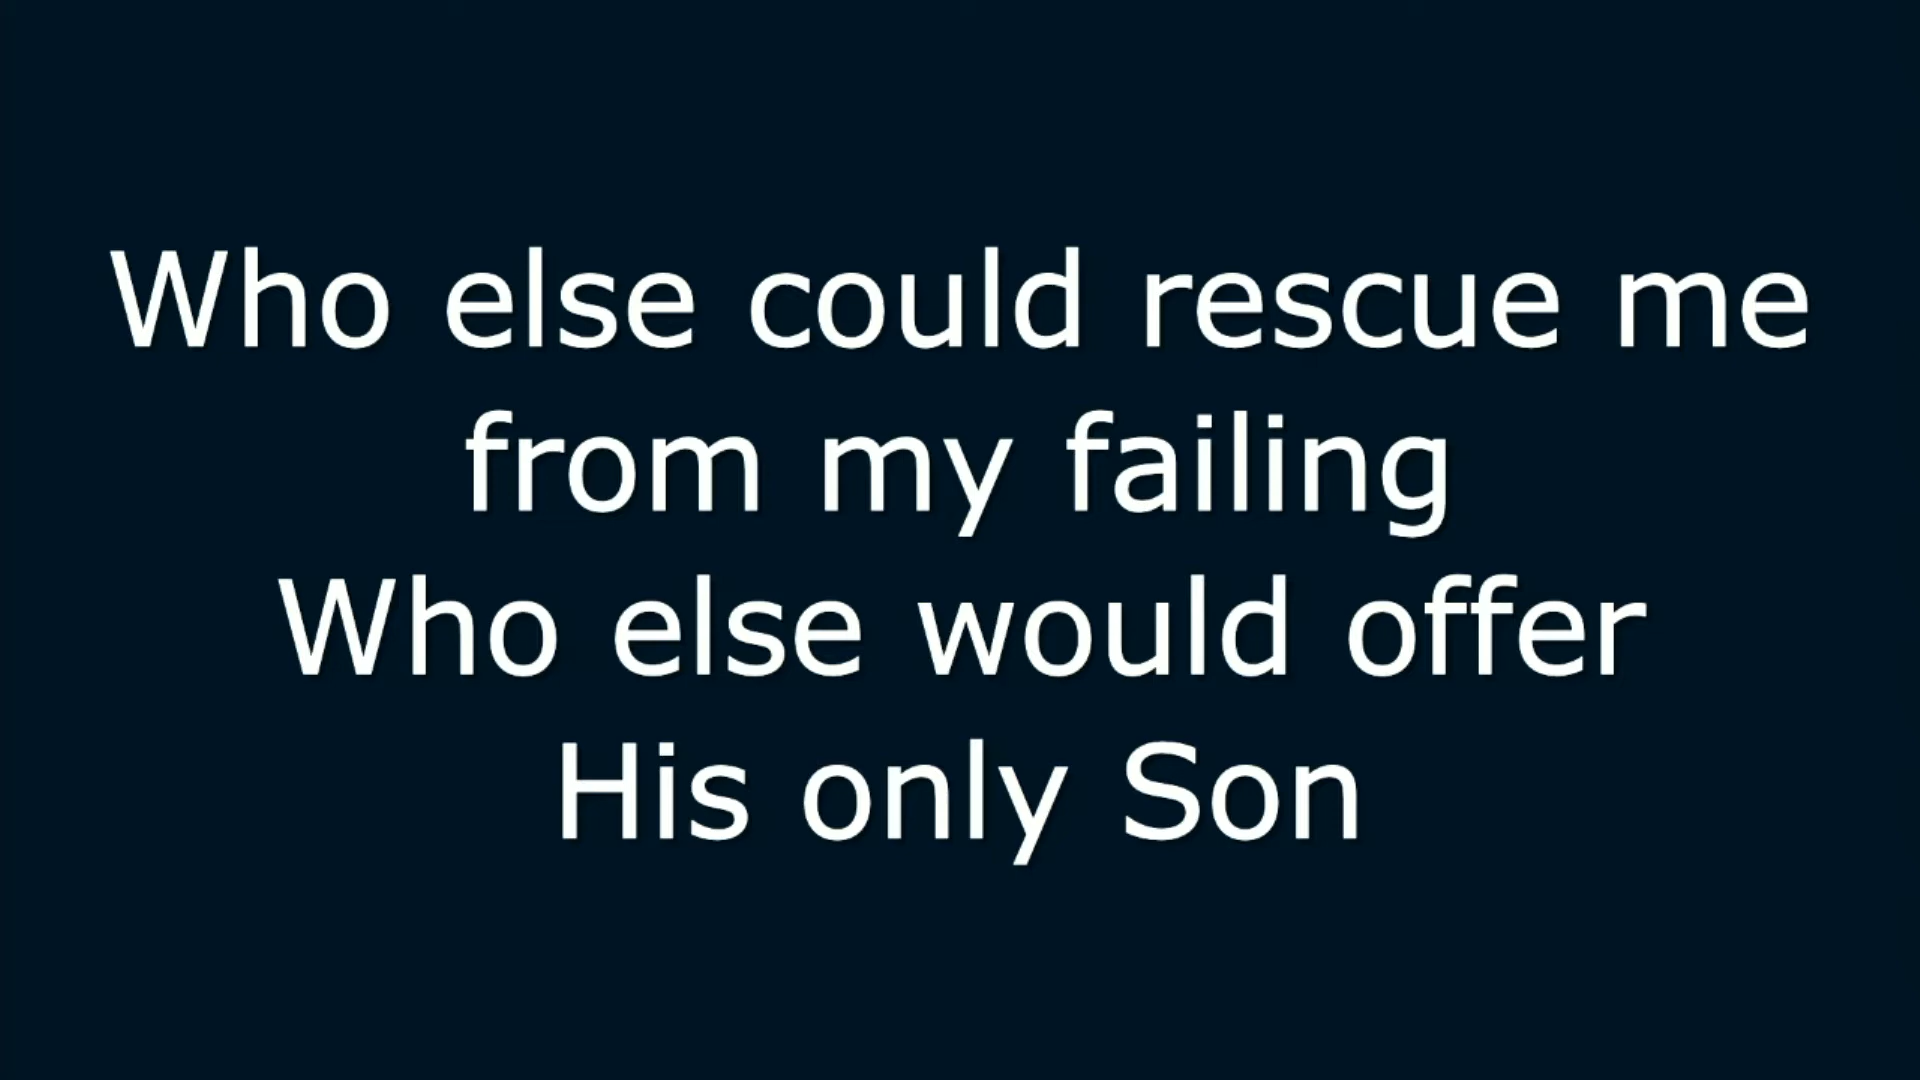 Who else could rescue me
from my failing
Who else would offer
His only Son